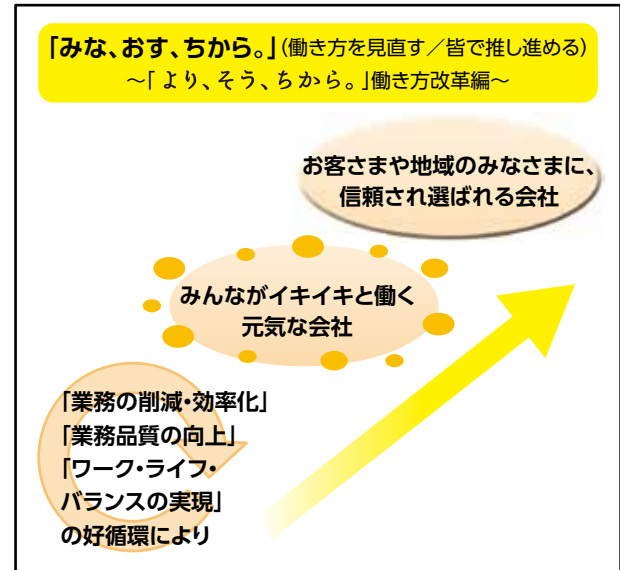 「みな、おす、ちから。」(働き方を見直す／皆で推し進める)
～「より、そう、ちから。」働き方改革編～
お客さまや地域のみなさまに、
信頼され選ばれる会社
みんながイキイキと働く
元気な会社
「業務の削減・効率化」
「業務品質の向上」
「ワーク・ライフ・
バランスの実現」
の好循環により